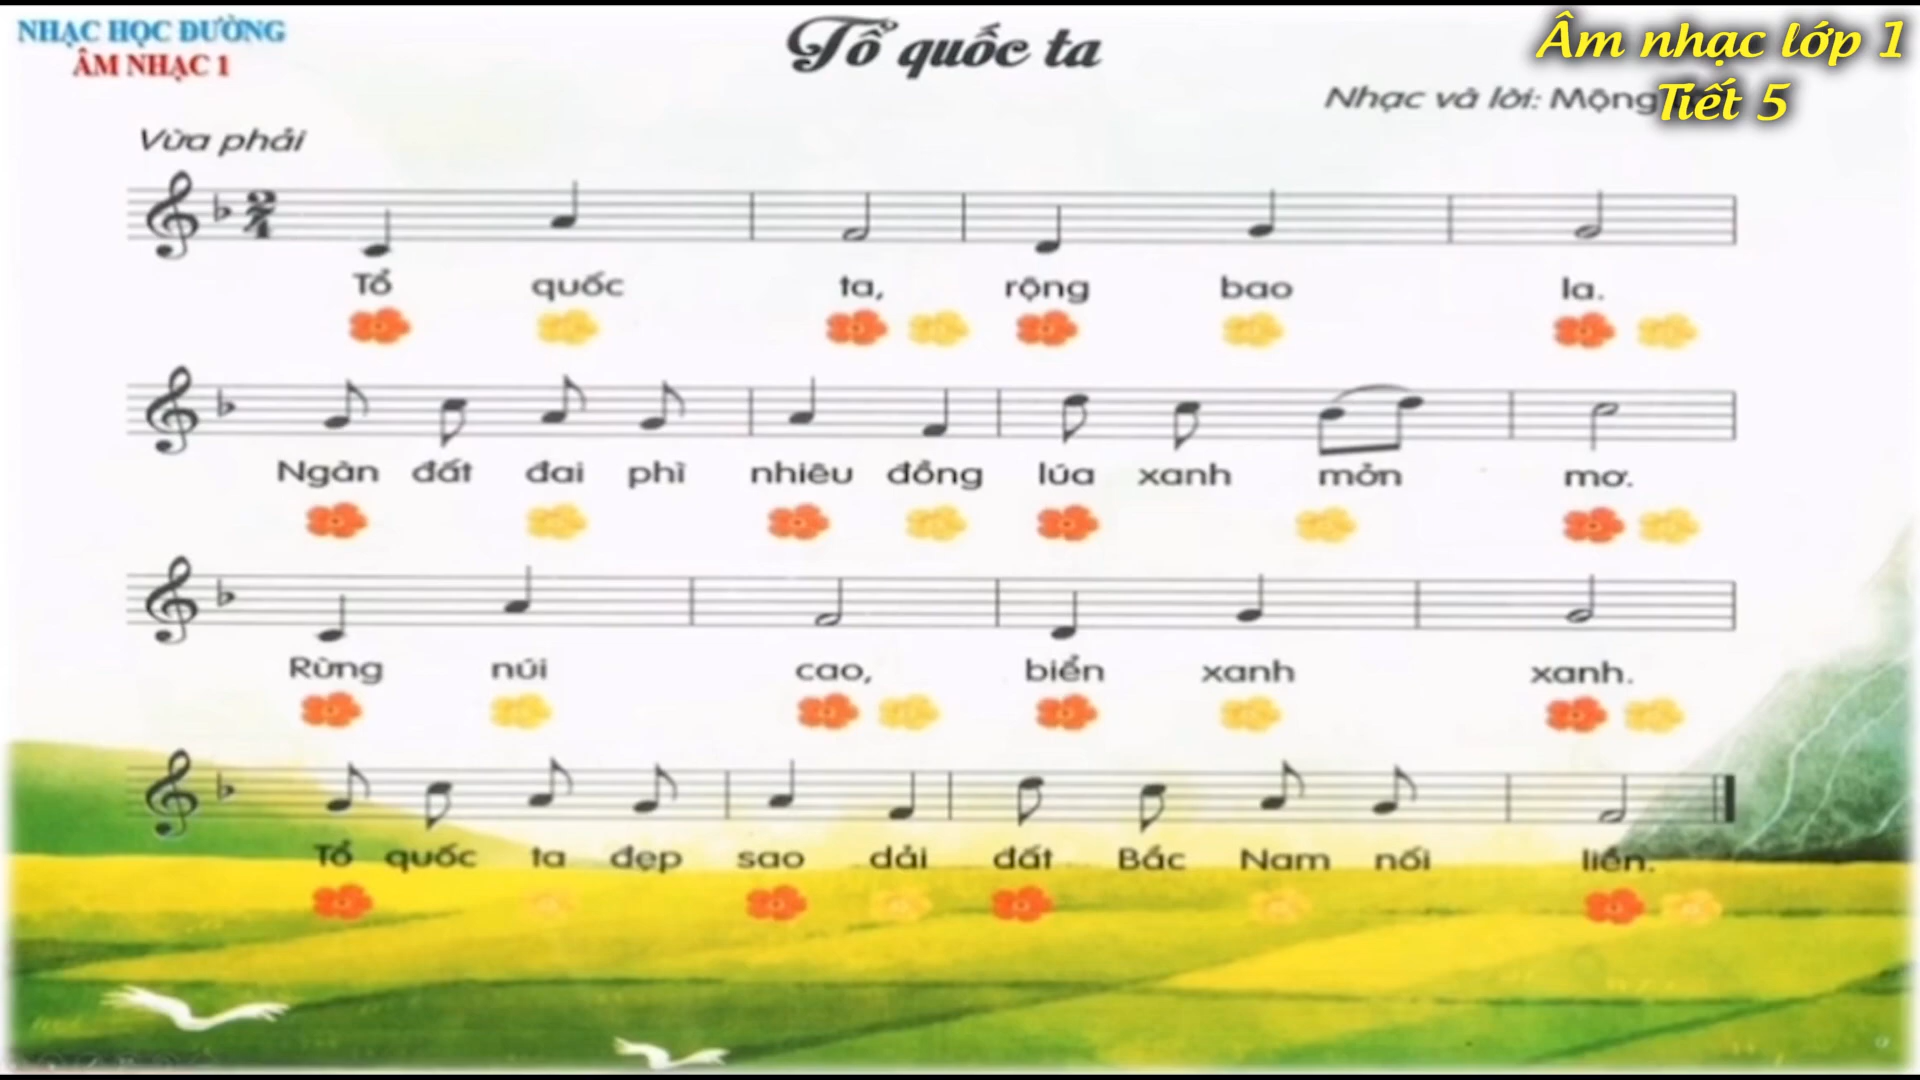 NHẠC HỌC ĐƯỜNG
ÂM NHẠC 1
Tổ quốc ta
Âm nhạc lớp 1
Tiết 5
Nhạc và lời: Mộng
Vừa phải
2/4
Tổ quốc ta, rộng bao la.
Ngàn đất đai phì nhiêu đồng lúa xanh mởn mơ.
Rừng núi cao, biển xanh xanh.
Tổ quốc ta đẹp sao dải đất Bắc Nam nối liền.